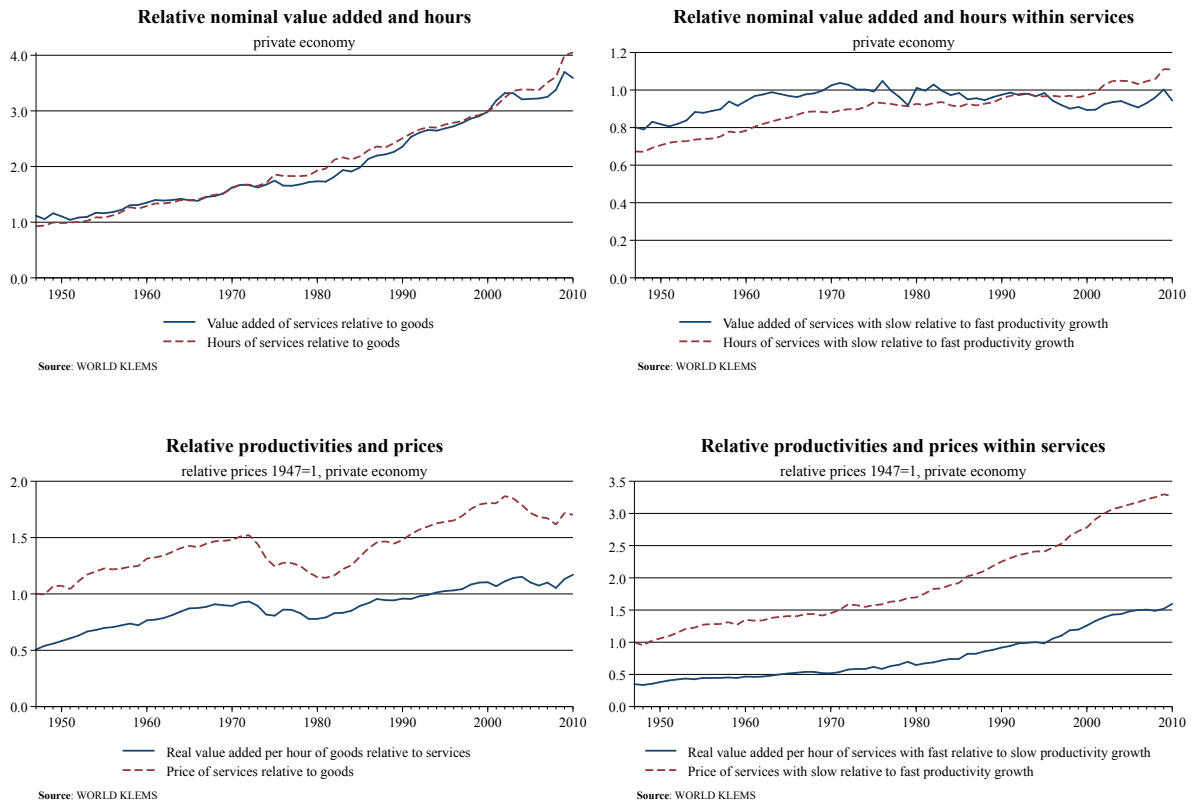 Relative nominal value added and hours
private economy
4.0
3.0
2.0
1.0
0.0
1950 1960 1970 1980 1990 2000 2010
Value added of services relative to goods
Hours of services relative to goods
Source: WORLD KLEMS
Relative nominal value added and hours within services
private economy
1.2
1.0
0.8
0.6
0.4
0.2
0.0
1950 1960 1970 1980 1990 2000 2010
Value added of services with slow relative to fast productivity growth
Hours of services with slow relative to fast productivity growth
Source: WORLD KLEMS
Relative productivities and prices
relative prices 1947=1, private economy
2.0
1.5
1.0
0.5
0.0
1950 1960 1970 1980 1990 2000 2010
Real value added per hour of goods relative to services
Price of services relative to goods
Source: WORLD KLEMS
Relative productivities and prices within services
relative prices 1947=1, private economy
3.5
3.0
2.5
2.0
1.5
1.0
0.5
0.0
1950 1960 1970 1980 1990 2000 2010
Real value added per hour of services with fast relative to slow productivity growth
Price of services with slow relative to fast productivity growth
Source: WORLD KLEMS